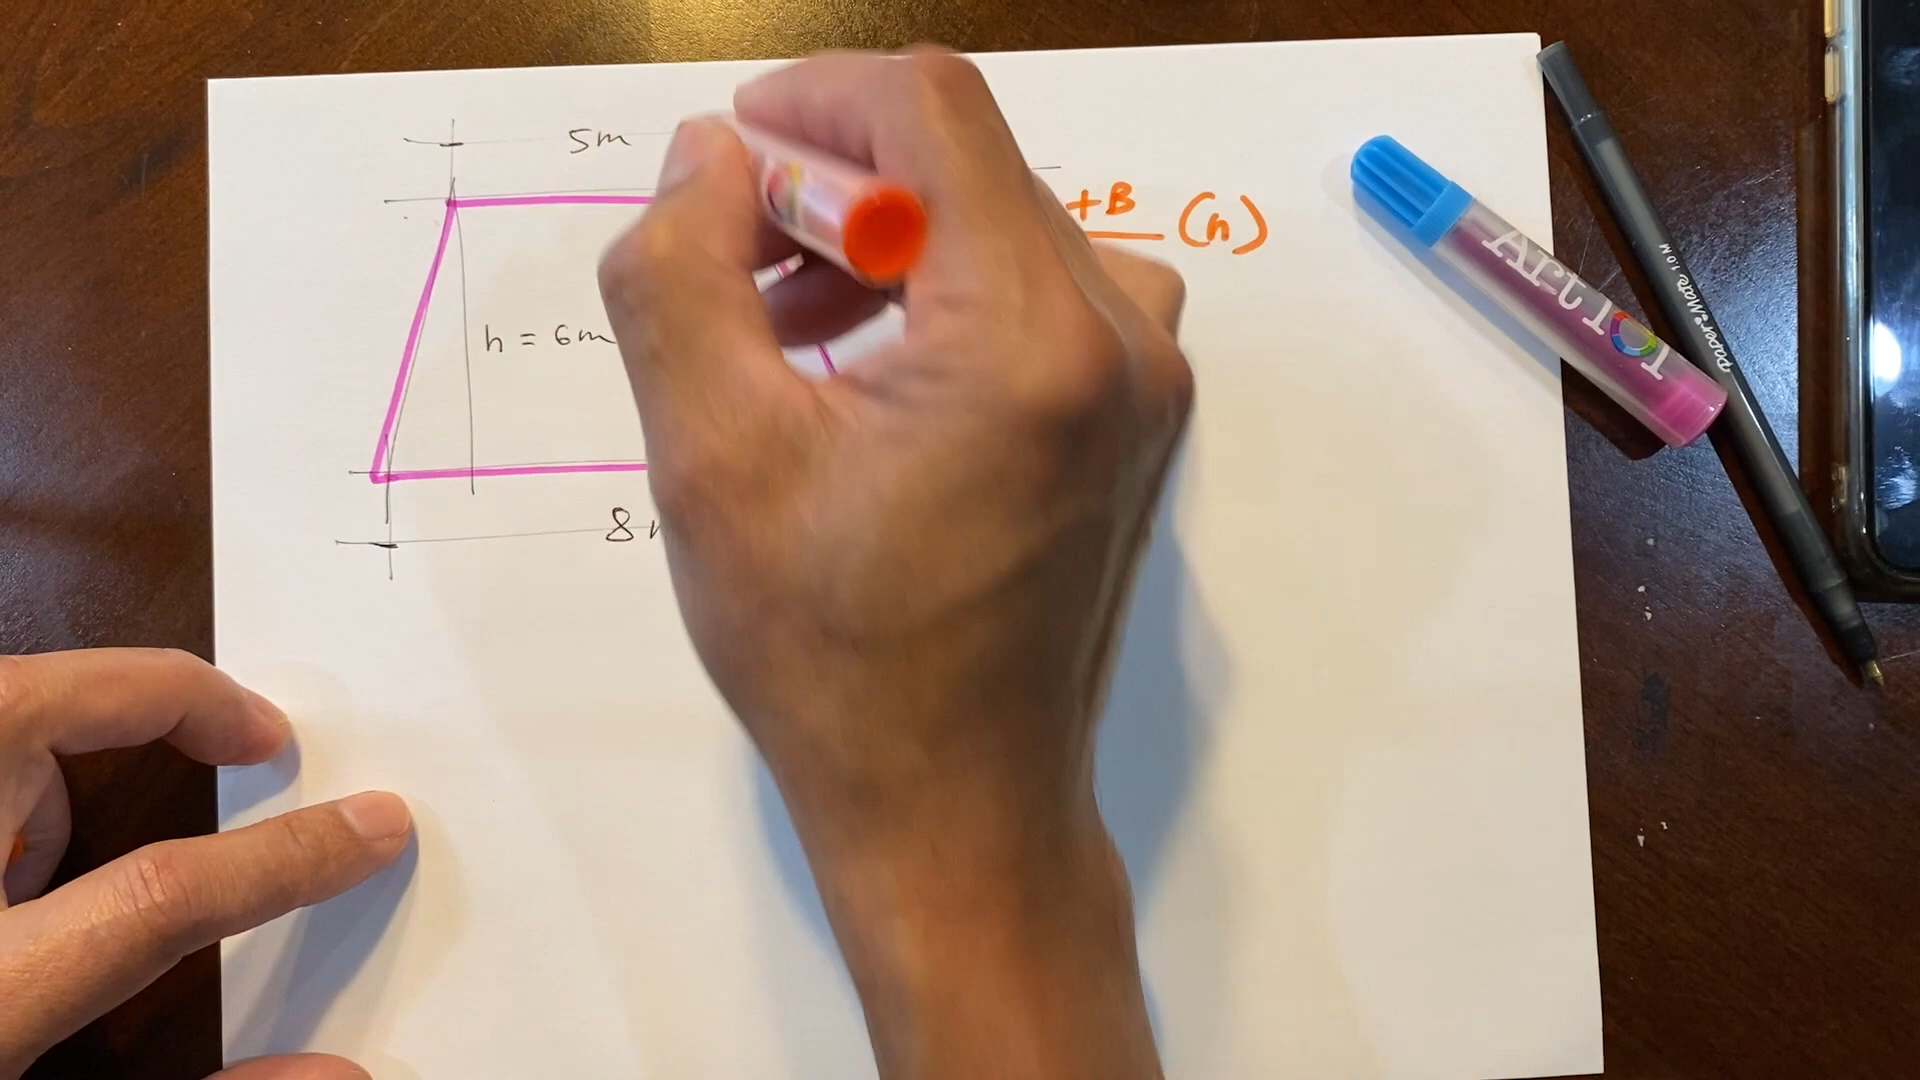 5m
+B
(h)
h = 6m
8
Art 101
paper:mate 1.0 M